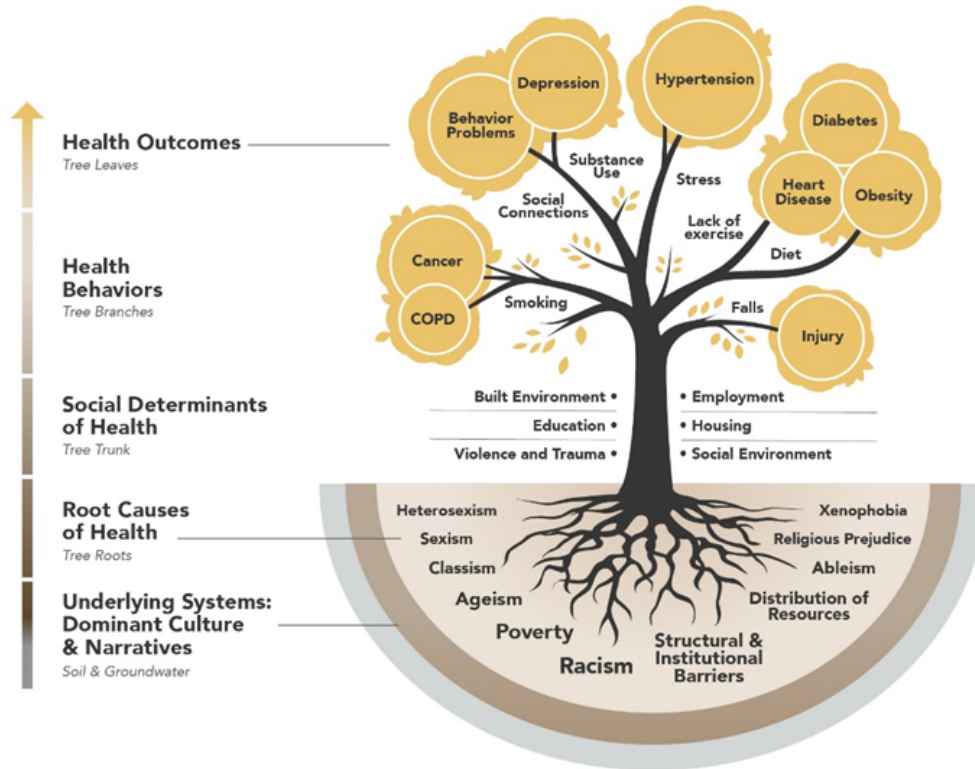 Health Outcomes
Tree Leaves
Health
Behaviors
Tree Branches
Social Determinants
of Health
Tree Trunk
Root Causes
of Health
Tree Roots
Underlying Systems:
Dominant Culture
& Narratives
Soil & Groundwater
Depression
Behavior
Problems
Hypertension
Diabetes
Heart
Disease
Obesity
Cancer
COPD
Injury
Substance
Use
Social
Connections
Stress
Lack of
exercise
Diet
Smoking
Falls
Built Environment •
Education •
Violence and Trauma •
• Employment
• Housing
• Social Environment
Heterosexism
Sexism
Classism
Ageism
Poverty
Racism
Structural &
Institutional
Barriers
Distribution of
Resources
Ableism
Religious Prejudice
Xenophobia